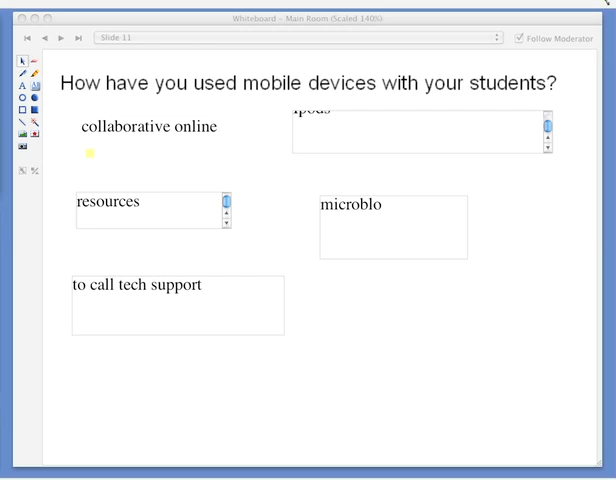 Whiteboard - Main Room (Scaled 140%)
Slide 11
Follow Moderator
How have you used mobile devices with your students?
collaborative online
Ipods
resources
microblo
to call tech support